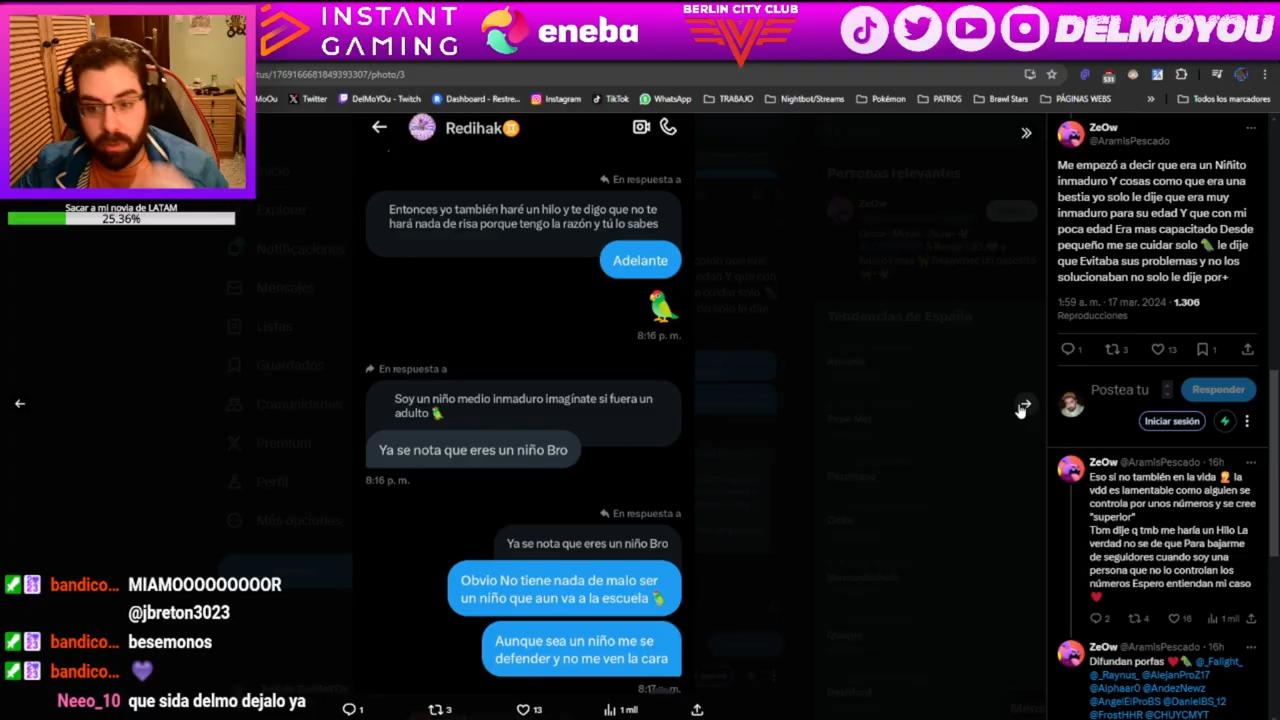 INSTANT GAMING
eneba
BERLIN CITY CLUB
DELMOYOU
tus/1769166681849393307/photo/3
MoOu
Twitter
DelMoYOu - Twitch
Dashboard - Restre...
Instagram
TikTok
WhatsApp
TRABAJO
Nightbot/Streams
Pokémon
PATROS
Brawl Stars
PÁGINAS WEBS
Todos los marcadores
Sacar a mi novia de LATAM
25.36%
Explorar
Notificaciones
Mensajes
Listas
Guardados
Comunidades
Premium
Perfil
Más opciones
Redihak
En respuesta a
Entonces yo también haré un hilo y te digo que no te
hará nada de risa porque tengo la razón y tú lo sabes
Adelante
8:16 p. m.
En respuesta a
Soy un niño medio inmaduro imagínate si fuera un
adulto
Ya se nota que eres un niño Bro
8:16 p. m.
En respuesta a
Ya se nota que eres un niño Bro
Obvio No tiene nada de malo ser
un niño que aun va a la escuela
Aunque sea un niño me se
defender y no me ven la cara
8:17 p. m.
1
3
13
1 mil
Personas relevantes
ZeOw
Tendencias de España
ZeOw
@AramIsPescado
Me empezó a decir que era un Niñito
inmaduro Y cosas como que era una
bestia yo solo le dije que era muy
inmaduro para su edad Y que con mi
poca edad Era mas capacitado Desde
pequeño me se cuidar solo 🦜 le dije
que Evitaba sus problemas y no los
solucionaban no solo le dije por+
1:59 a. m. · 17 mar. 2024 · 1.306
Reproducciones
1
3
13
1
Postea tu
Responder
Iniciar sesión
ZeOw @AramIsPescado · 16h
Eso si no también en la vida la
vdd es lamentable como alguien se
controla por unos números y se cree
"superior"
Tbm dije q tmb me haría un Hilo La
verdad no se de que Para bajarme
de seguidores cuando soy una
persona que no lo controlan los
números Espero entiendan mi caso
♥
2
4
16
1 mil
ZeOw @AramIsPescado · 16h
Difundan porfas ♥🦜 @_Falight_
@_Raynus_ @AlejanProZ17
@Alphaar0 @AndezNewz
@AngelElProBS @DanielBS_12
@FrostHHR @CHUYCMYT
bandico... MIAMOOOOOOOOR
@jbreton3023
bandico... besemonos
bandico... 💜
Neeo_10 que sida delmo dejalo ya